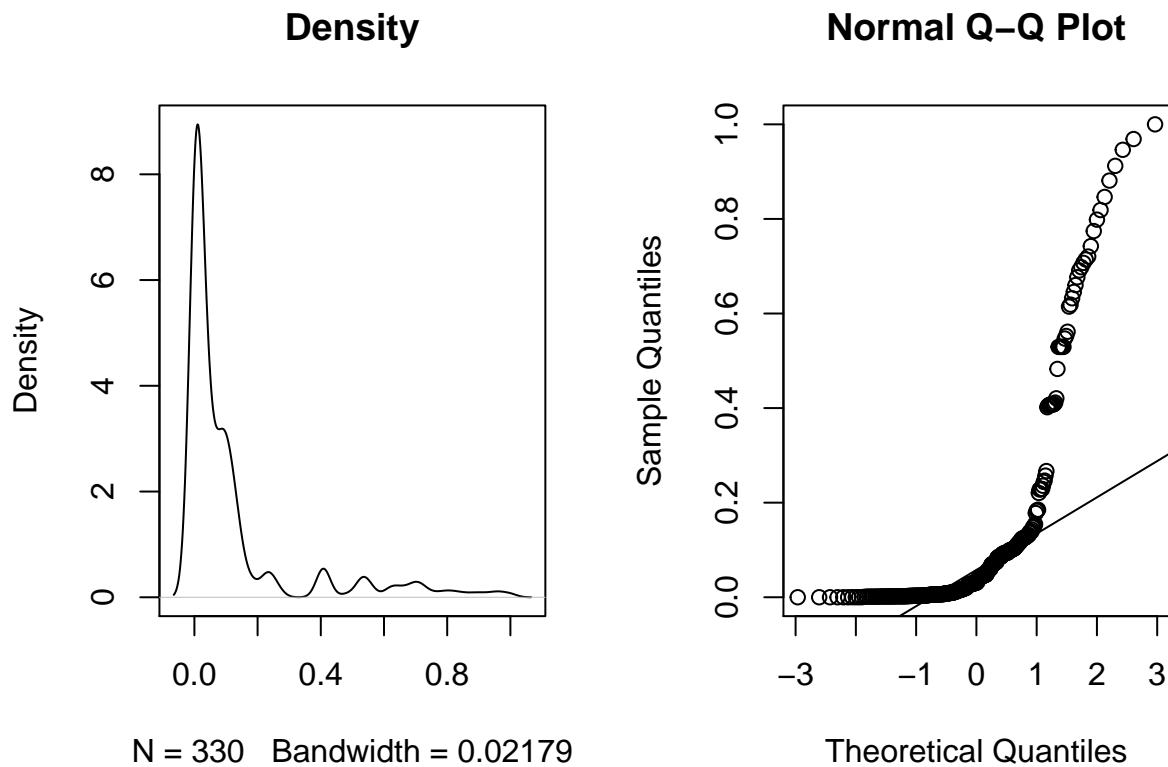 Density
Density
8
6
4
2
0
0.0 0.4 0.8
N = 330 Bandwidth = 0.02179
Normal Q−Q Plot
Sample Quantiles
1.0
0.8
0.6
0.4
0.2
0.0
−3 −1 0 1 2 3
Theoretical Quantiles